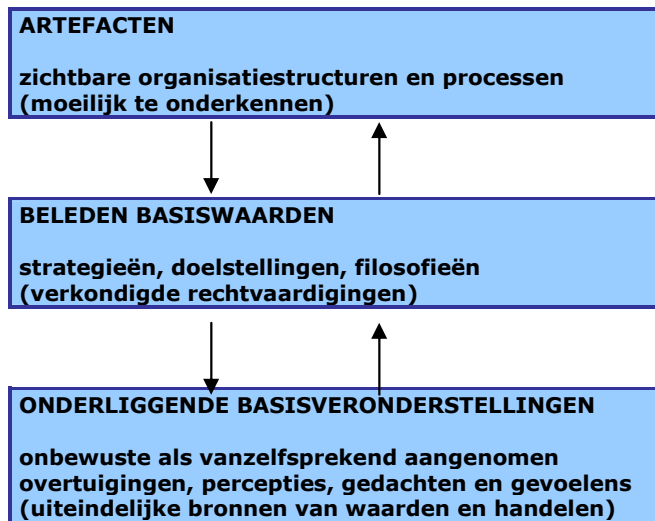 ARTEFACTEN
zichtbare organisatiestructuren en processen
(moeilijk te onderkennen)
BELEDEN BASISWAARDEN
strategieën, doelstellingen, filosofieën
(verkondigde rechtvaardigingen)
ONDERLIGGENDE BASISVERONDERSTELLINGEN
onbewuste als vanzelfsprekend aangenomen
overtuigingen, percepties, gedachten en gevoelens
(uiteindelijke bronnen van waarden en handelen)